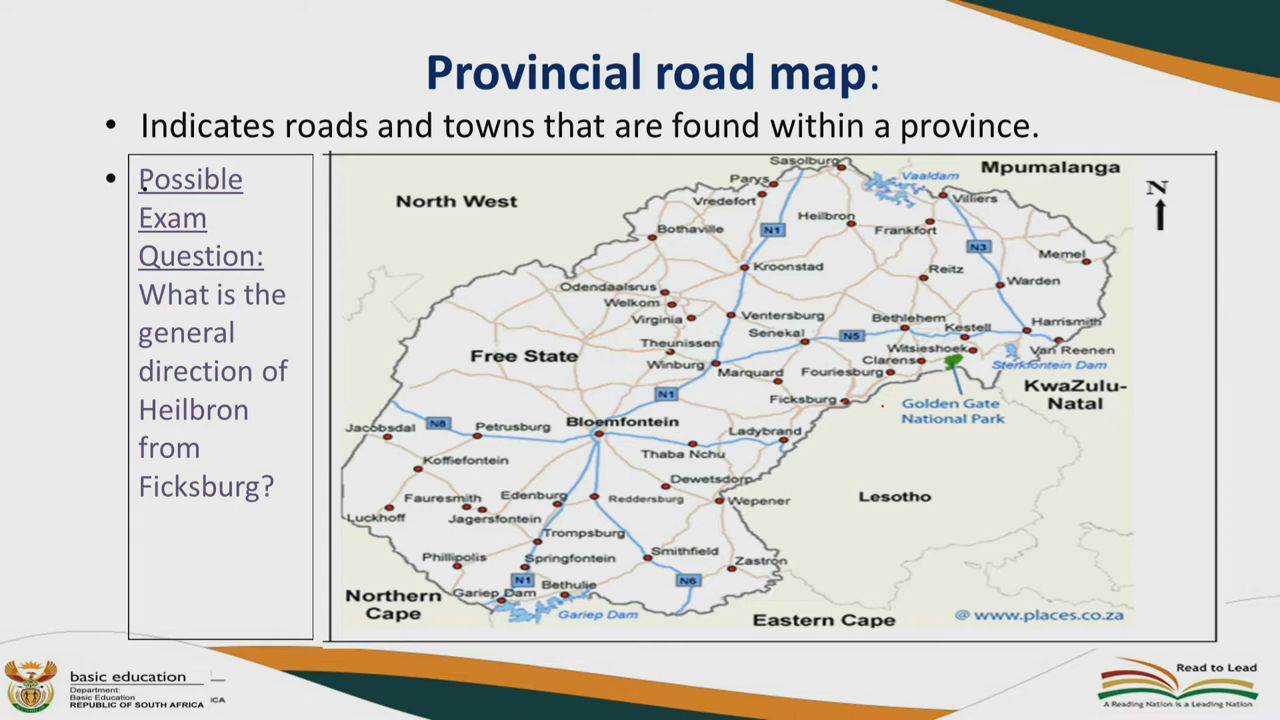 Provincial road map:
• Indicates roads and towns that are found within a province.
• Possible
Exam
Question:
What is the
general
direction of
Heilbron
from
Ficksburg?
Sasolburg
Mpumalanga
Parys
Vaaldam
N
North West
Vredefort
Villiers
Heilbron
Bothaville
N1
Frankfort
N3
Memel
Kroonstad
Reitz
Warden
Odendaalsrus
Welkom
Virginia
Ventersburg
Bethlehem
Harrismith
Senekal
N5
Kestell
Theunissen
Witsieshoek
Van Reenen
Free State
Winburg
Marquard
Fouriesburg
Clarens
Sterkfontein Dam
KwaZulu-
Natal
N1
Ficksburg
Golden Gate
National Park
Jacobsdal
N8
Petrusburg
Bloemfontein
Ladybrand
Thaba Nchu
Koffiefontein
Dewetsdorp
Fauresmith
Edenburg
Reddersburg
Wepener
Lesotho
Luckhoff
Jagersfontein
Trompsburg
Phillipolis
Springfontein
Smithfield
Zastron
N1
Bethulie
N6
Northern
Cape
Gariep Dam
Gariep Dam
Eastern Cape
@ www.places.co.za
basic education
Department:
Basic Education
REPUBLIC OF SOUTH AFRICA
ICA
Read to Lead
A Reading Nation is a Leading Nation